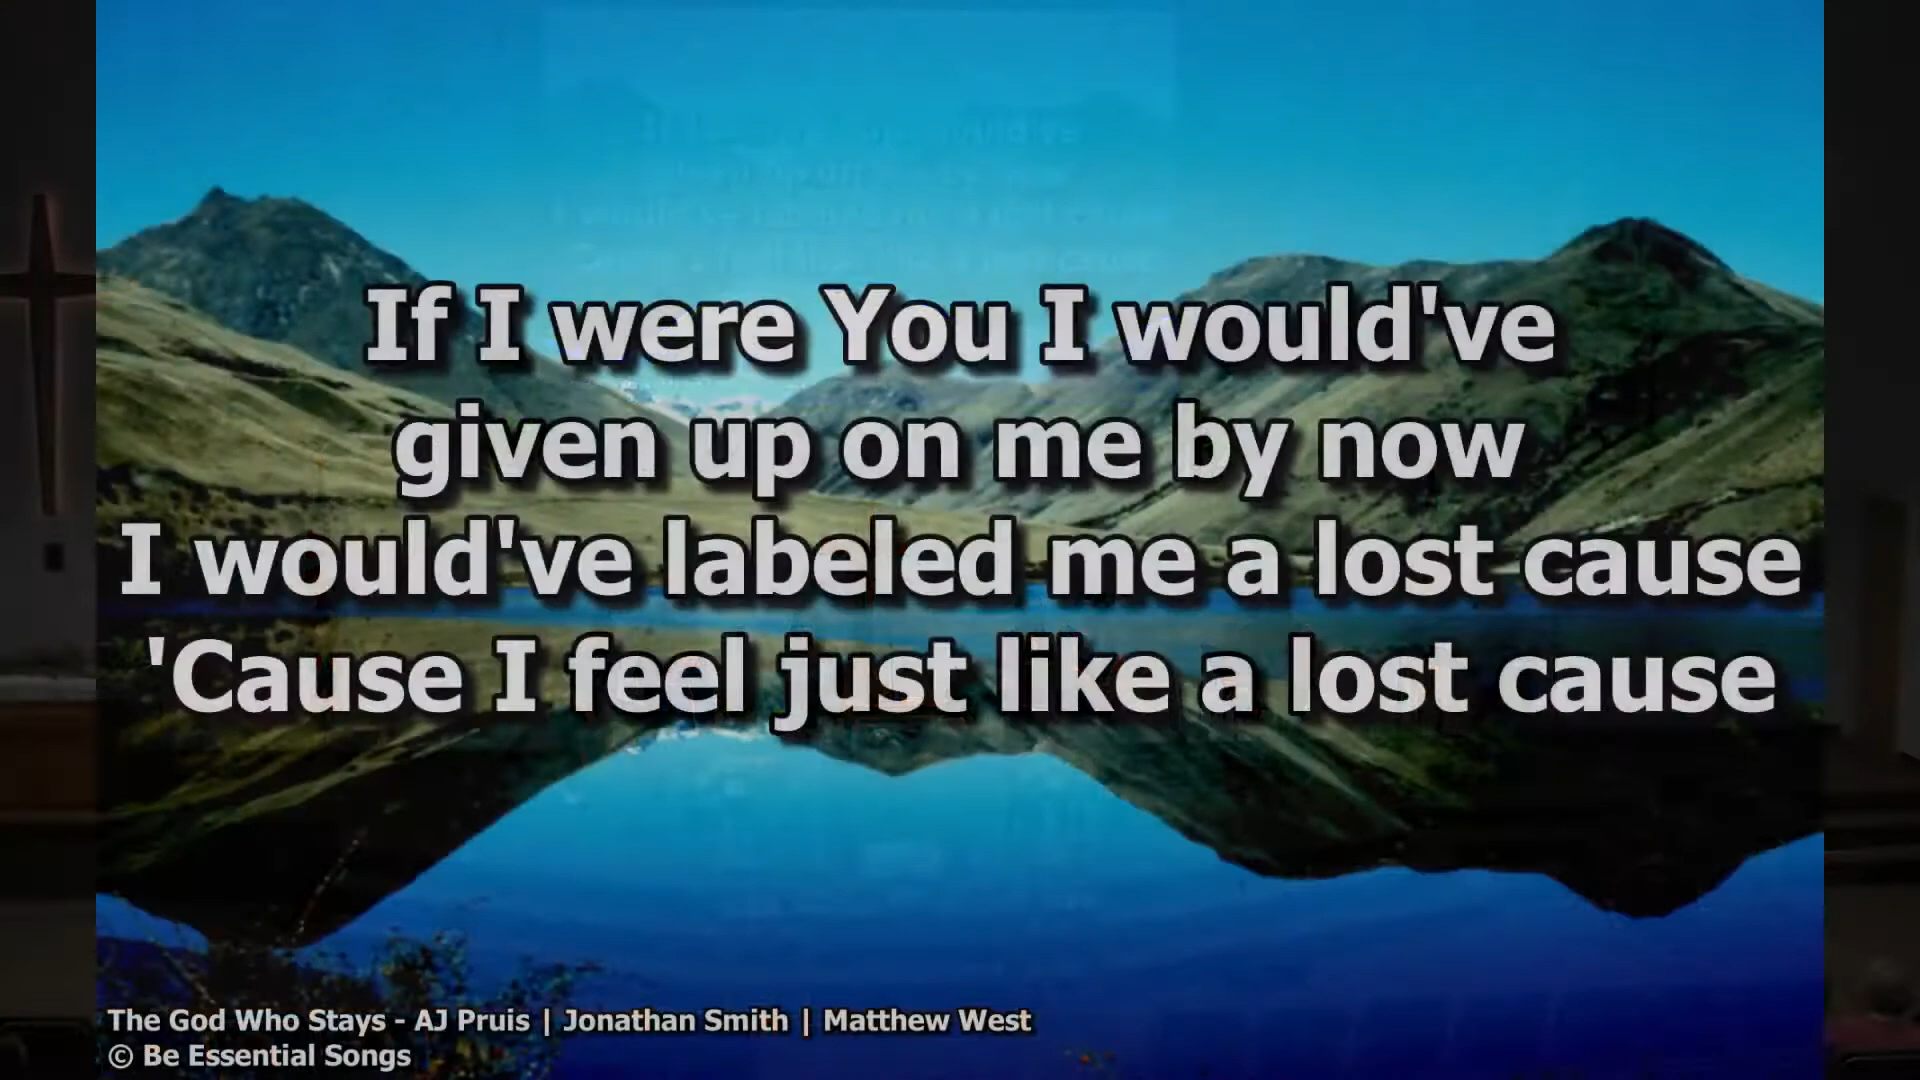 If I were You I would've
given up on me by now
I would've labeled me a lost cause
'Cause I feel just like a lost cause
The God Who Stays - AJ Pruis | Jonathan Smith | Matthew West
© Be Essential Songs